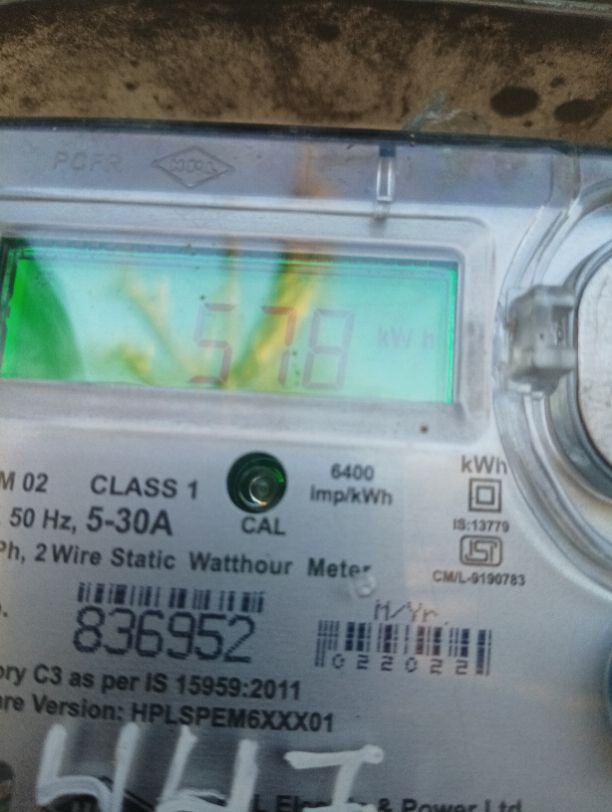 578 kWh
M 02 CLASS 1
6400
imp/kWh
kWh
50 Hz, 5-30A
CAL
IS:13779
Ph, 2 Wire Static Watthour Meter
CM/L-9190783
836952
M/Yr.
022022
ory C3 as per IS 15959:2011
are Version: HPLSPEM6XXX01
& Power Ltd